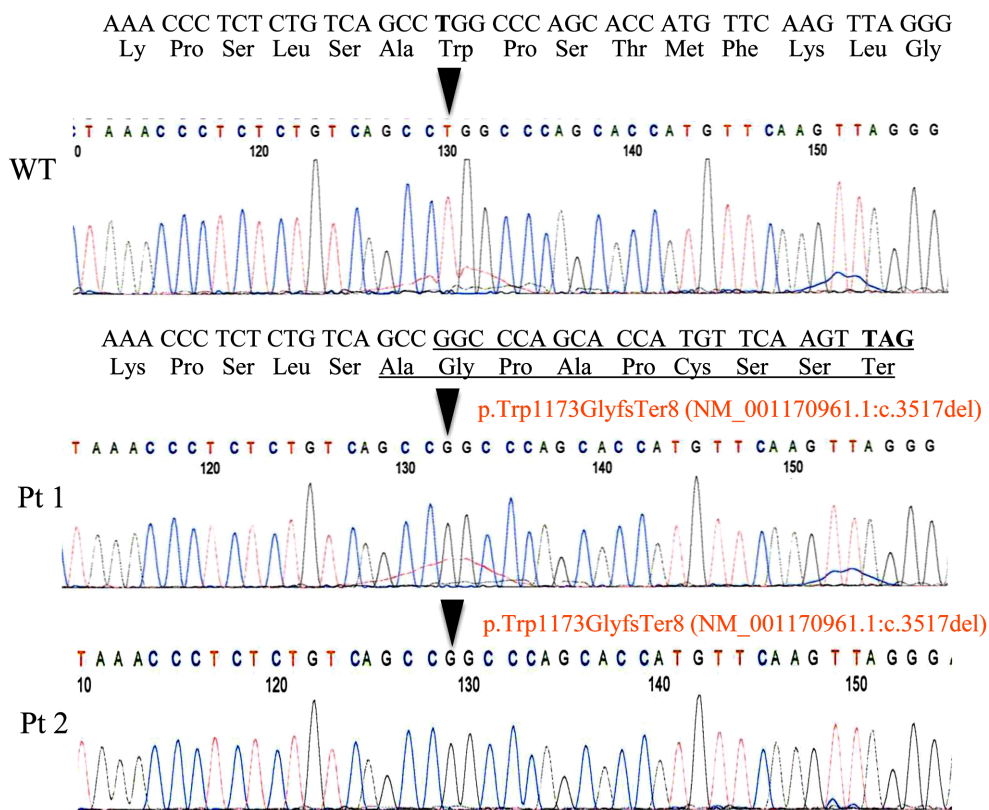 AAA CCC TCT CTG TCA GCC TGG CCC AGC ACC ATG TTC AAG TTA GGG
Ly Pro Ser Leu Ser Ala Trp Pro Ser Thr Met Phe Lys Leu Gly
C T A A A C C C T C T C T G T C A G C C T G G C C C A G C A C C A T G T T C A A G T T A G G G
0 120 130 140 150
WT
AAA CCC TCT CTG TCA GCC GGC CCA GCA CCA TGT TCA AGT TAG
Lys Pro Ser Leu Ser Ala Gly Pro Ala Pro Cys Ser Ser Ter
p.Trp1173GlyfsTer8 (NM_001170961.1:c.3517del)
T A A A C C C T C T C T G T C A G C C G G C C C A G C A C C A T G T T C A A G T T A G G G
120 130 140 150
Pt 1
p.Trp1173GlyfsTer8 (NM_001170961.1:c.3517del)
T A A A C C C T C T C T G T C A G C C G G C C C A G C A C C A T G T T C A A G T T A G G G
10 120 130 140 150
Pt 2